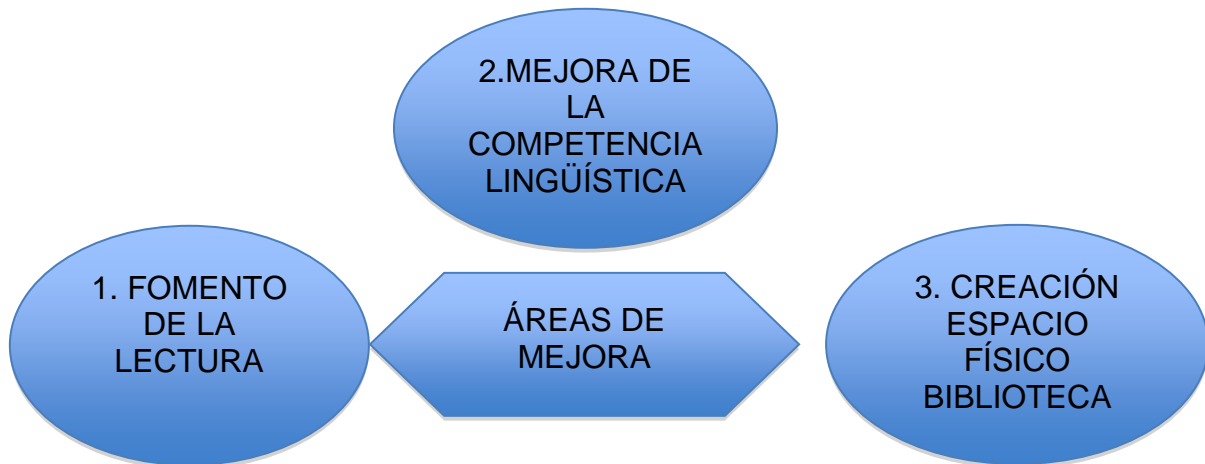 2.MEJORA DE
LA
COMPETENCIA
LINGÜÍSTICA
1. FOMENTO
DE LA
LECTURA
ÁREAS DE
MEJORA
3. CREACIÓN
ESPACIO
FÍSICO
BIBLIOTECA